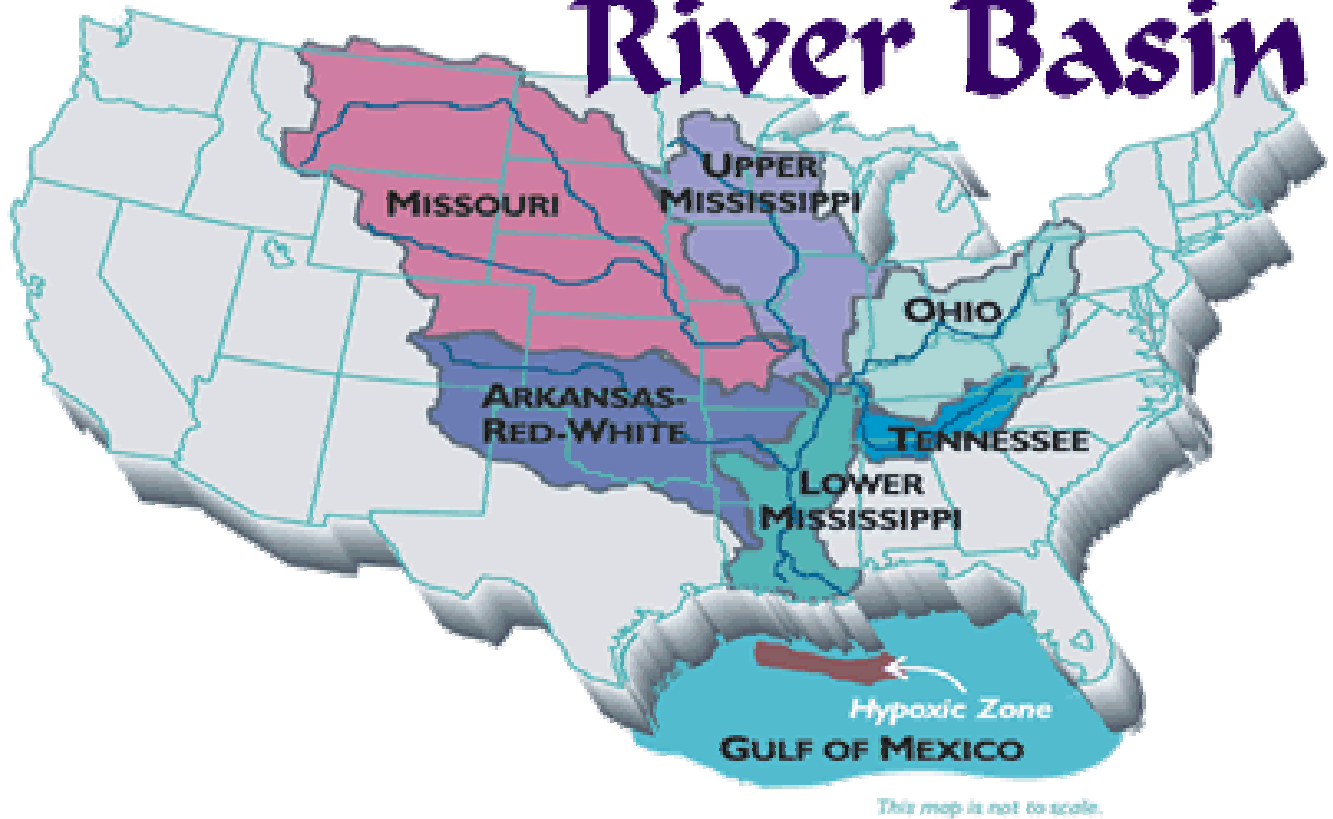 River Basin
UPPER
MISSISSIPPI
MISSOURI
OHIO
ARKANSAS-
RED-WHITE
TENNESSEE
LOWER
MISSISSIPPI
Hypoxic Zone
GULF OF MEXICO
This map is not to scale.